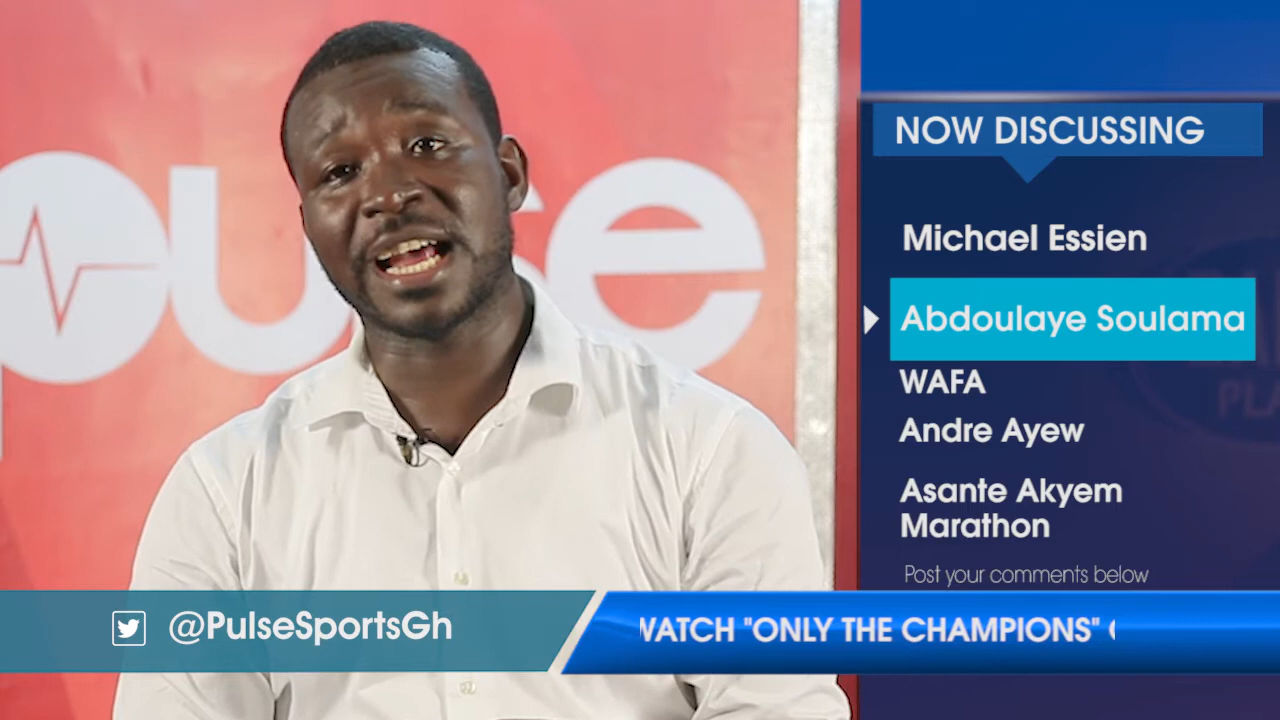 pulse
NOW DISCUSSING
Michael Essien
Abdoulaye Soulama
WAFA
Andre Ayew
Asante Akyem
Marathon
Post your comments below
@PulseSportsGh
WATCH "ONLY THE CHAMPIONS"